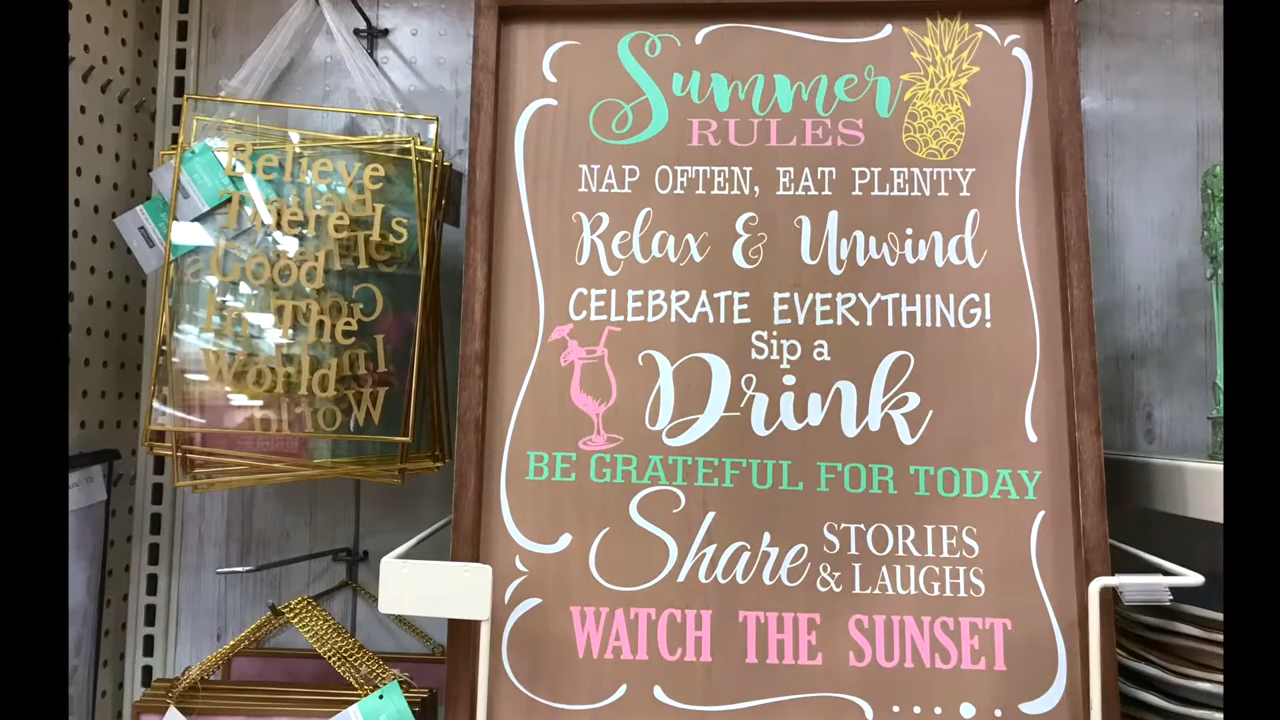 Believe
There Is
Good
In The
World
Summer
RULES
NAP OFTEN, EAT PLENTY
Relax & Unwind
CELEBRATE EVERYTHING!
Sip a
Drink
BE GRATEFUL FOR TODAY
Share STORIES
& LAUGHS
WATCH THE SUNSET